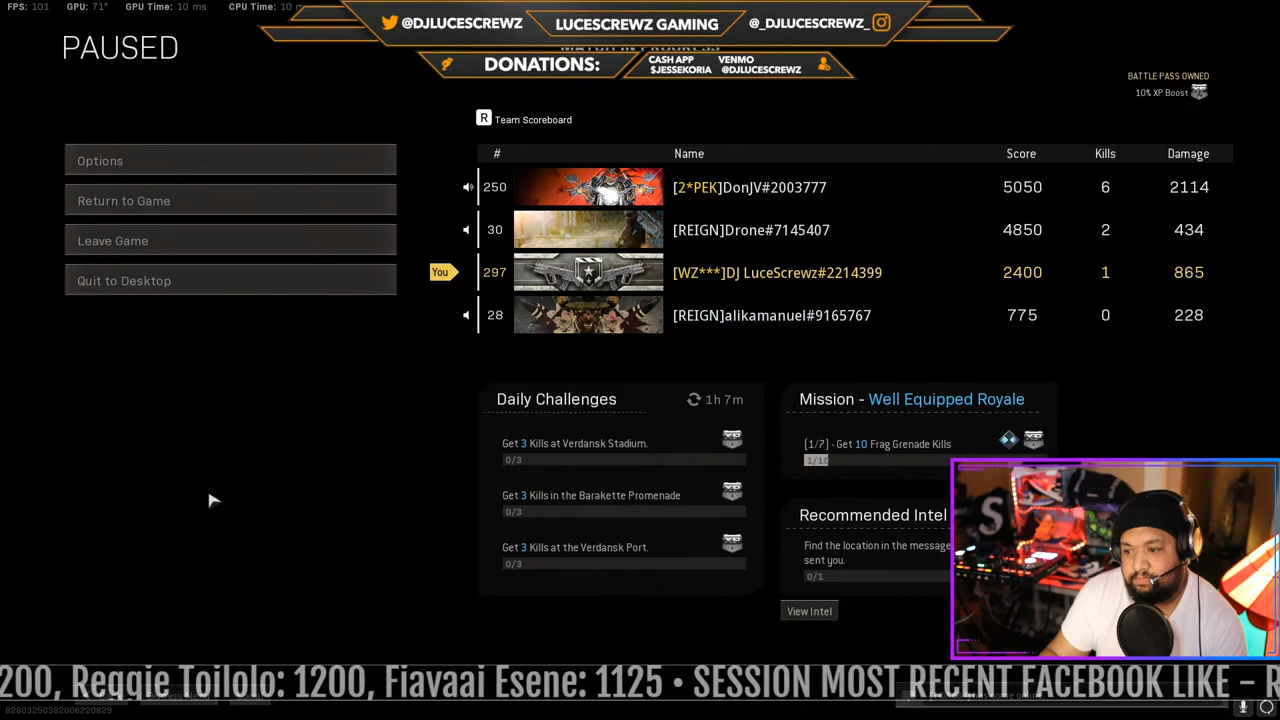 FPS: 101 GPU: 71° GPU Time: 10 ms CPU Time: 10 ms
@DJLUCESCREWZ LUCESCREWZ GAMING @_DJLUCESCREWZ_
PAUSED
MATCH IN PROGRESS
DONATIONS: CASH APP VENMO
$JESSEKORIA @DJLUCESCREWZ
BATTLE PASS OWNED
10% XP Boost
R Team Scoreboard
# Name Score Kills Damage
Options
250 [2*PEK]DonJV#2003777 5050 6 2114
Return to Game
30 [REIGN]Drone#7145407 4850 2 434
Leave Game
You 297 [WZ***]DJ LuceScrewz#2214399 2400 1 865
Quit to Desktop
28 [REIGN]alikamanuel#9165767 775 0 228
Daily Challenges 1h 7m
Get 3 Kills at Verdansk Stadium.
0/3
Get 3 Kills in the Barakette Promenade
0/3
Get 3 Kills at the Verdansk Port.
0/3
Mission - Well Equipped Royale
(1/7) - Get 10 Frag Grenade Kills
1/10
Recommended Intel
Find the location in the message
sent you.
0/1
View Intel
200, Reggie Toilolo: 1200, Fiavaai Esene: 1125 • SESSION MOST RECENT FACEBOOK LIKE – R